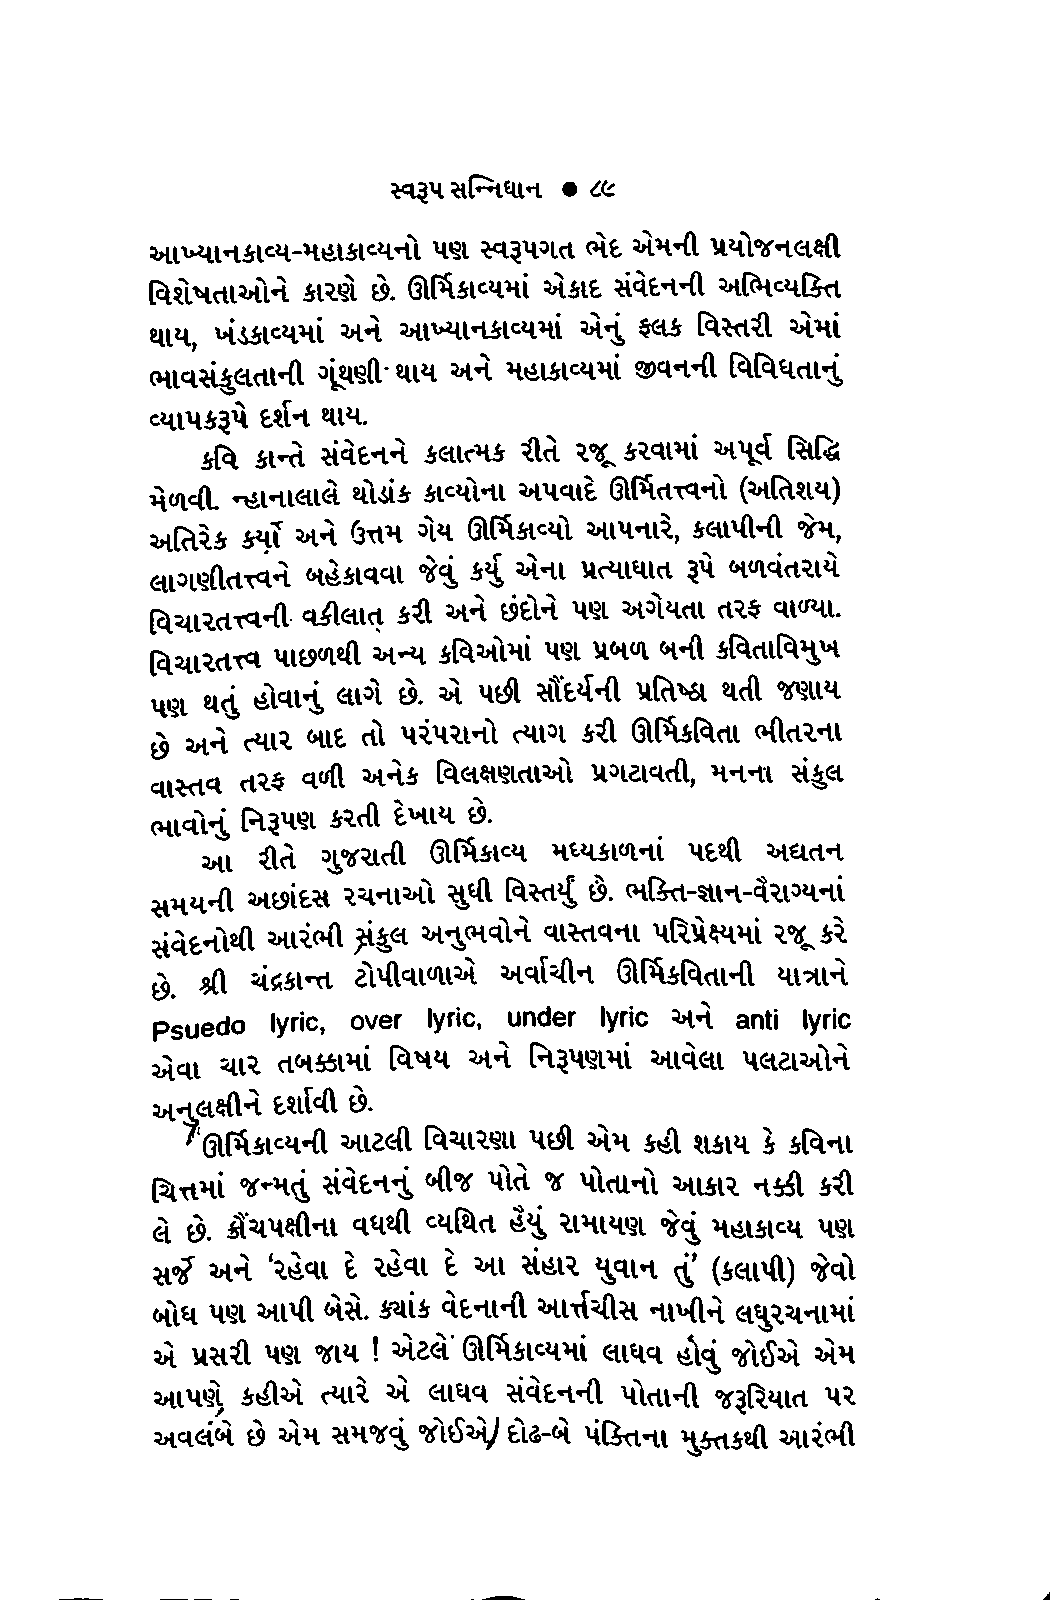 સ્વરૂપ સન્નિધાન ● ૮૯
આખ્યાનકાવ્ય-મહાકાવ્યનો પણ સ્વરૂપગત ભેદ એમની પ્રયોજનલક્ષી
વિશેષતાઓને કારણે છે. ઊર્મિકાવ્યમાં એકાદ સંવેદનની અભિવ્યક્તિ
થાય, ખંડકાવ્યમાં અને આખ્યાનકાવ્યમાં એનું ફલક વિસ્તરી એમાં
ભાવસંકુલતાની ગૂંથણી થાય અને મહાકાવ્યમાં જીવનની વિવિધતાનું
વ્યાપકરૂપે દર્શન થાય.
કવિ કાન્તે સંવેદનને કલાત્મક રીતે રજૂ કરવામાં અપૂર્વ સિદ્ધિ
મેળવી. ન્હાનાલાલે થોડાંક કાવ્યોના અપવાદે ઊર્મિતત્ત્વનો (અતિશય)
અતિરેક કર્યો અને ઉત્તમ ગેય ઊર્મિકાવ્યો આપનારે, કલાપીની જેમ,
લાગણીતત્ત્વને બહેકાવવા જેવું કર્યુ એના પ્રત્યાઘાત રૂપે બળવંતરાયે
વિચારતત્ત્વની વકીલાત કરી અને છંદોને પણ અગેયતા તરફ વાળ્યા.
વિચારતત્ત્વ પાછળથી અન્ય કવિઓમાં પણ પ્રબળ બની કવિતાવિમુખ
પણ થતું હોવાનું લાગે છે. એ પછી સૌંદર્યની પ્રતિષ્ઠા થતી જણાય
છે અને ત્યાર બાદ તો પરંપરાનો ત્યાગ કરી ઊર્મિકવિતા ભીતરના
વાસ્તવ તરફ વળી અનેક વિલક્ષણતાઓ પ્રગટાવતી, મનના સંકુલ
ભાવોનું નિરૂપણ કરતી દેખાય છે.
આ રીતે ગુજરાતી ઊર્મિકાવ્ય મધ્યકાળનાં પદથી અદ્યતન
સમયની અછાંદસ રચનાઓ સુધી વિસ્તર્યું છે. ભક્તિ-જ્ઞાન-વૈરાગ્યનાં
સંવેદનોથી આરંભી સંકુલ અનુભવોને વાસ્તવના પરિપ્રેક્ષ્યમાં રજૂ કરે
છે. શ્રી ચંદ્રકાન્ત ટોપીવાળાએ અર્વાચીન ઊર્મિકવિતાની યાત્રાને
Psuedo lyric, over lyric, under lyric અને anti lyric
એવા ચાર તબક્કામાં વિષય અને નિરૂપણમાં આવેલા પલટાઓને
અનુલક્ષીને દર્શાવી છે.
ઊર્મિકાવ્યની આટલી વિચારણા પછી એમ કહી શકાય કે કવિના
ચિત્તમાં જન્મતું સંવેદનનું બીજ પોતે જ પોતાનો આકાર નક્કી કરી
લે છે. ક્રૌંચપક્ષીના વધથી વ્યથિત હૈયું રામાયણ જેવું મહાકાવ્ય પણ
સર્જે અને ‘રહેવા દે રહેવા દે આ સંહાર યુવાન તું’ (કલાપી) જેવો
બોધ પણ આપી બેસે. ક્યાંક વેદનાની આર્ત્તચીસ નાખીને લઘુરચનામાં
એ પ્રસરી પણ જાય ! એટલે ઊર્મિકાવ્યમાં લાઘવ હોવું જોઈએ એમ
આપણે કહીએ ત્યારે એ લાઘવ સંવેદનની પોતાની જરૂરિયાત પર
અવલંબે છે એમ સમજવું જોઈએ/ દોઢ-બે પંક્તિના મુક્તકથી આરંભી